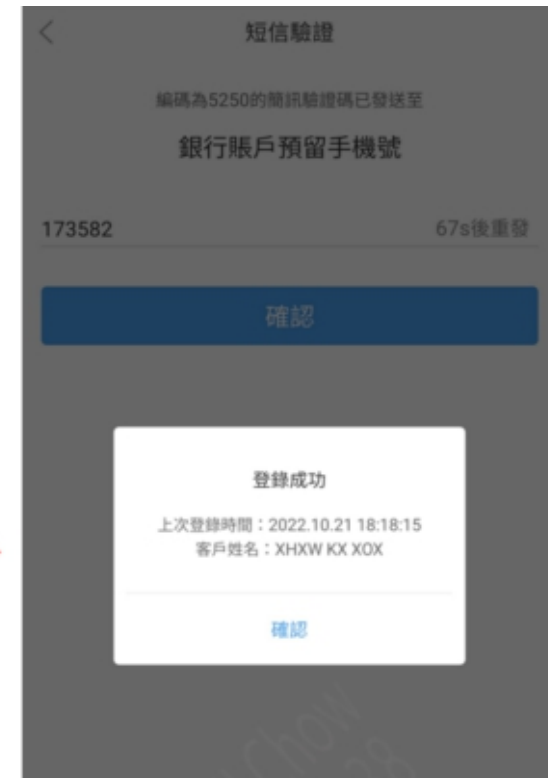 短信驗證
編碼為5250的簡訊驗證碼已發送至
銀行賬戶預留手機號
173582 67s後重發
確認
登錄成功
上次登錄時間：2022.10.21 18:18:15
客戶姓名：XHXW KX XOX
確認
Chow
28